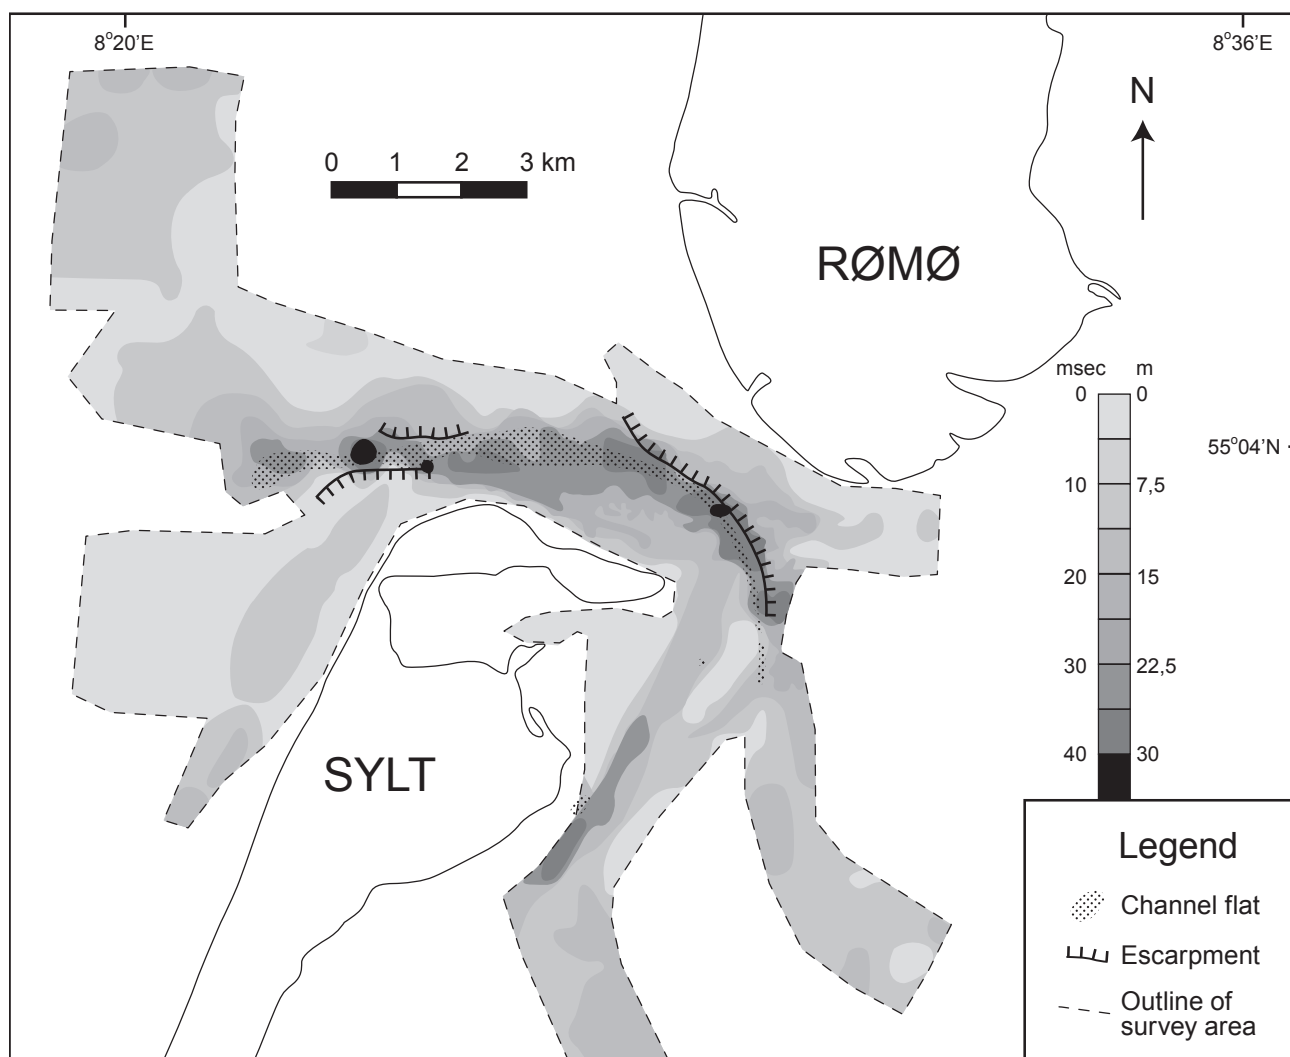 8°20'E
8°36'E
N
0 1 2 3 km
RØMØ
msec m
0 0
55°04'N
10 7,5
20 15
30 22,5
40 30
SYLT
Legend
Channel flat
Escarpment
Outline of
survey area